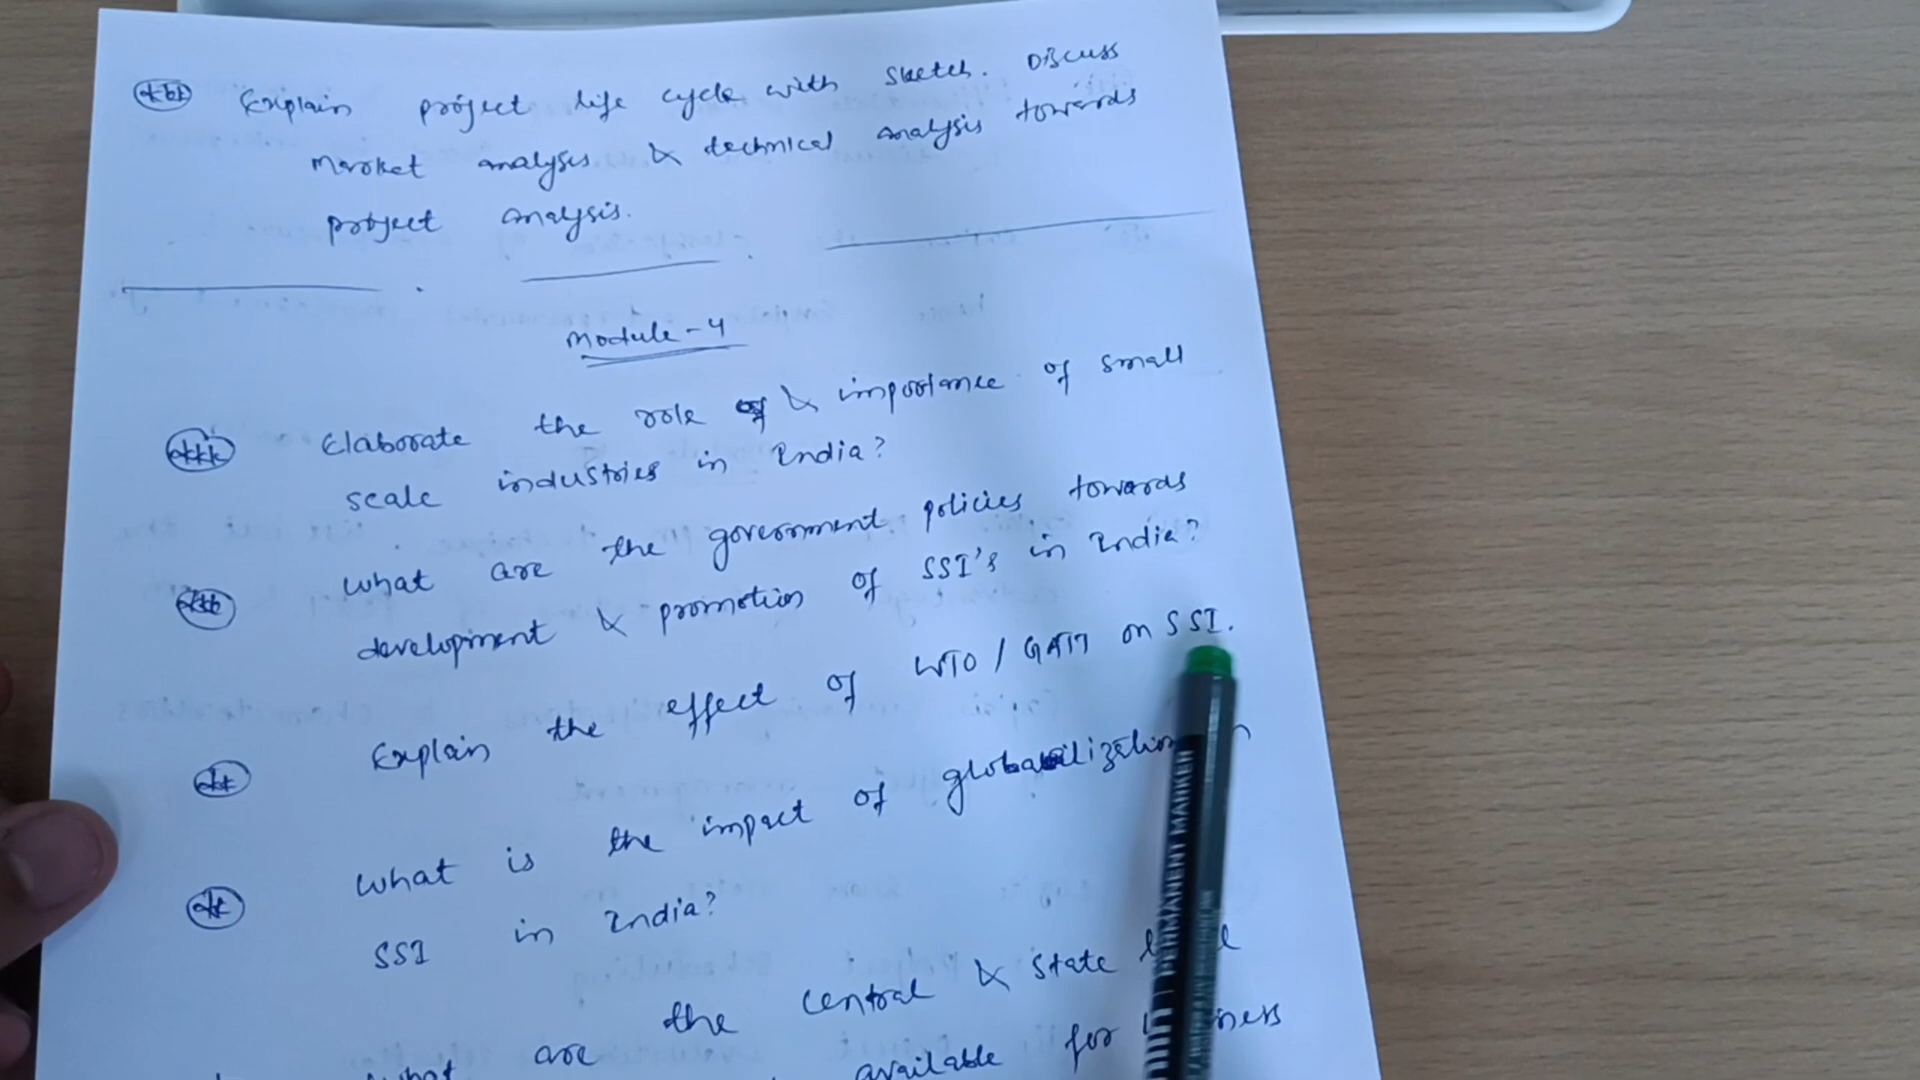 *** Explain project life cycle with sketch. Discuss
market analysis & technical analysis towards
project analysis.
Module-4
*** Elaborate the role & importance of small
scale industries in India?
*** What are the government policies towards
development & promotion of SSI's in India?
** Explain the effect of WTO / GATT on SSI.
** What is the impact of globalization
SSI in India?
What are the central & state
available for
PERMANENT MARKER